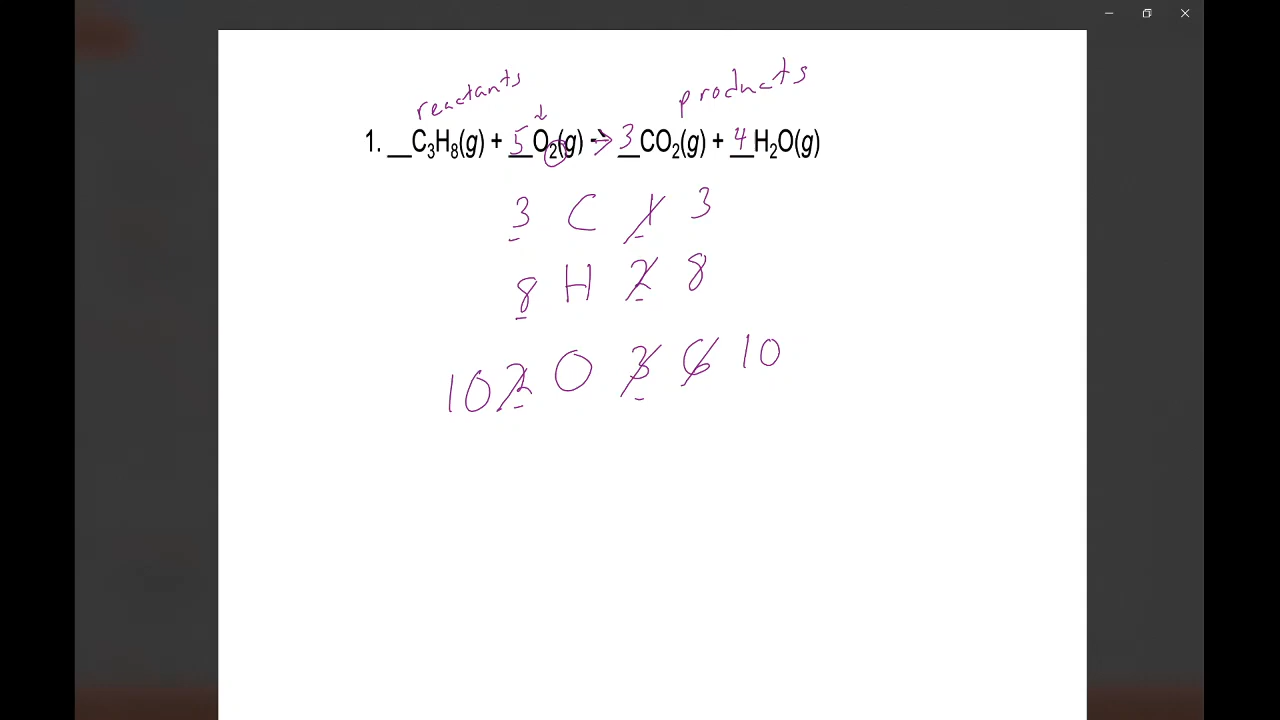 reactants products
1. __C₃H₈(g) + 5O₂(g) → 3CO₂(g) + 4H₂O(g)
3 C 1 3
8 H 2 8
10 2 O 3 6 10